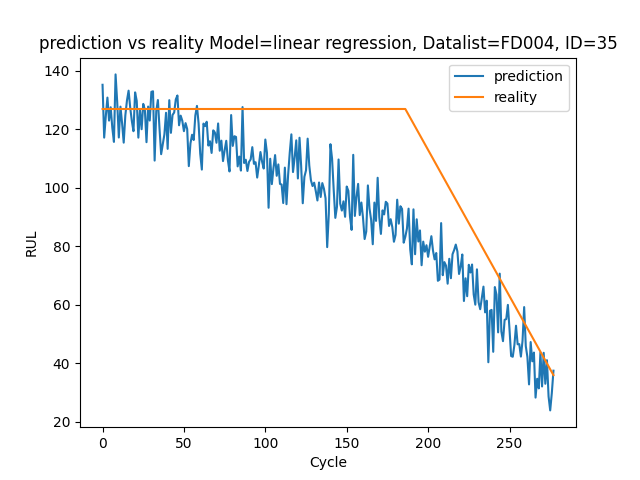 prediction vs reality Model=linear regression, Datalist=FD004, ID=35
prediction
reality
RUL
140
120
100
80
60
40
20
0
50
100
150
200
250
Cycle